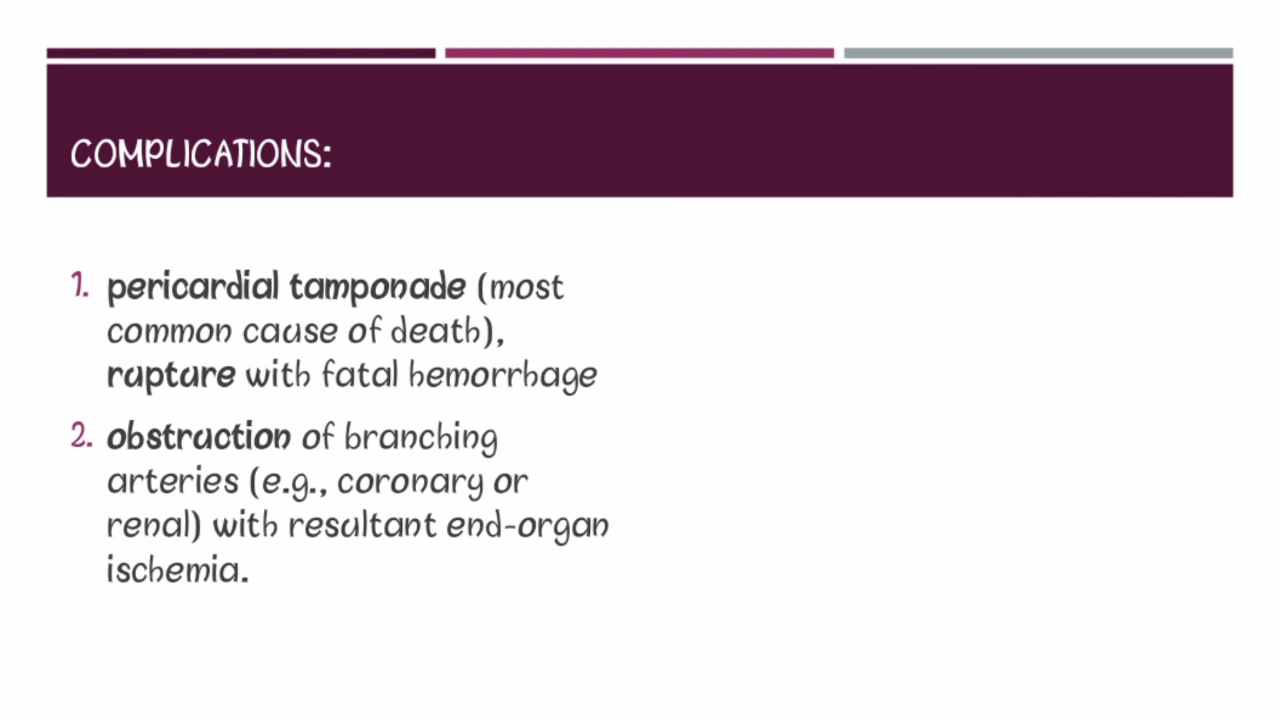 COMPLICATIONS:
1. pericardial tamponade (most
common cause of death),
rupture with fatal hemorrhage
2. obstruction of branching
arteries (e.g., coronary or
renal) with resultant end-organ
ischemia.